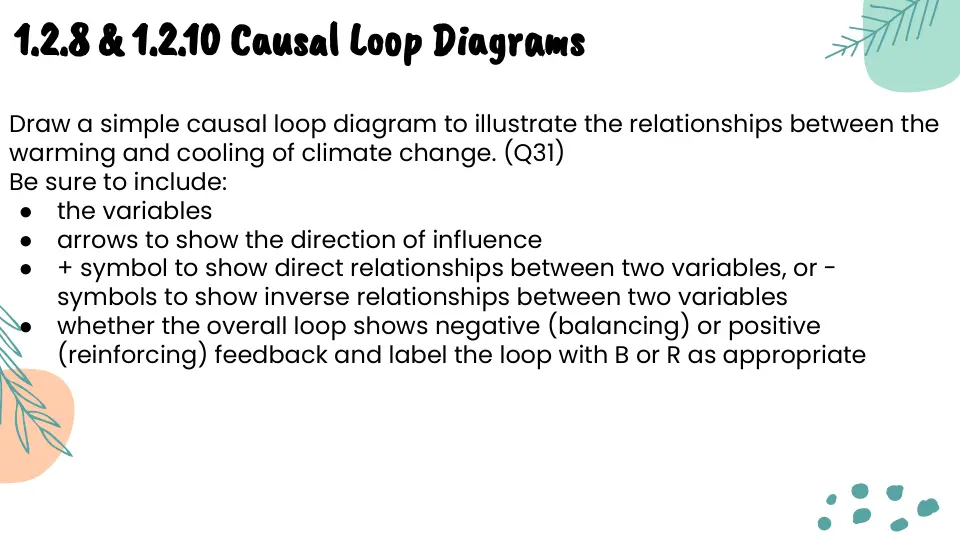 1.2.8 & 1.2.10 Causal Loop Diagrams
Draw a simple causal loop diagram to illustrate the relationships between the
warming and cooling of climate change. (Q31)
Be sure to include:
● the variables
● arrows to show the direction of influence
● + symbol to show direct relationships between two variables, or -
symbols to show inverse relationships between two variables
● whether the overall loop shows negative (balancing) or positive
(reinforcing) feedback and label the loop with B or R as appropriate